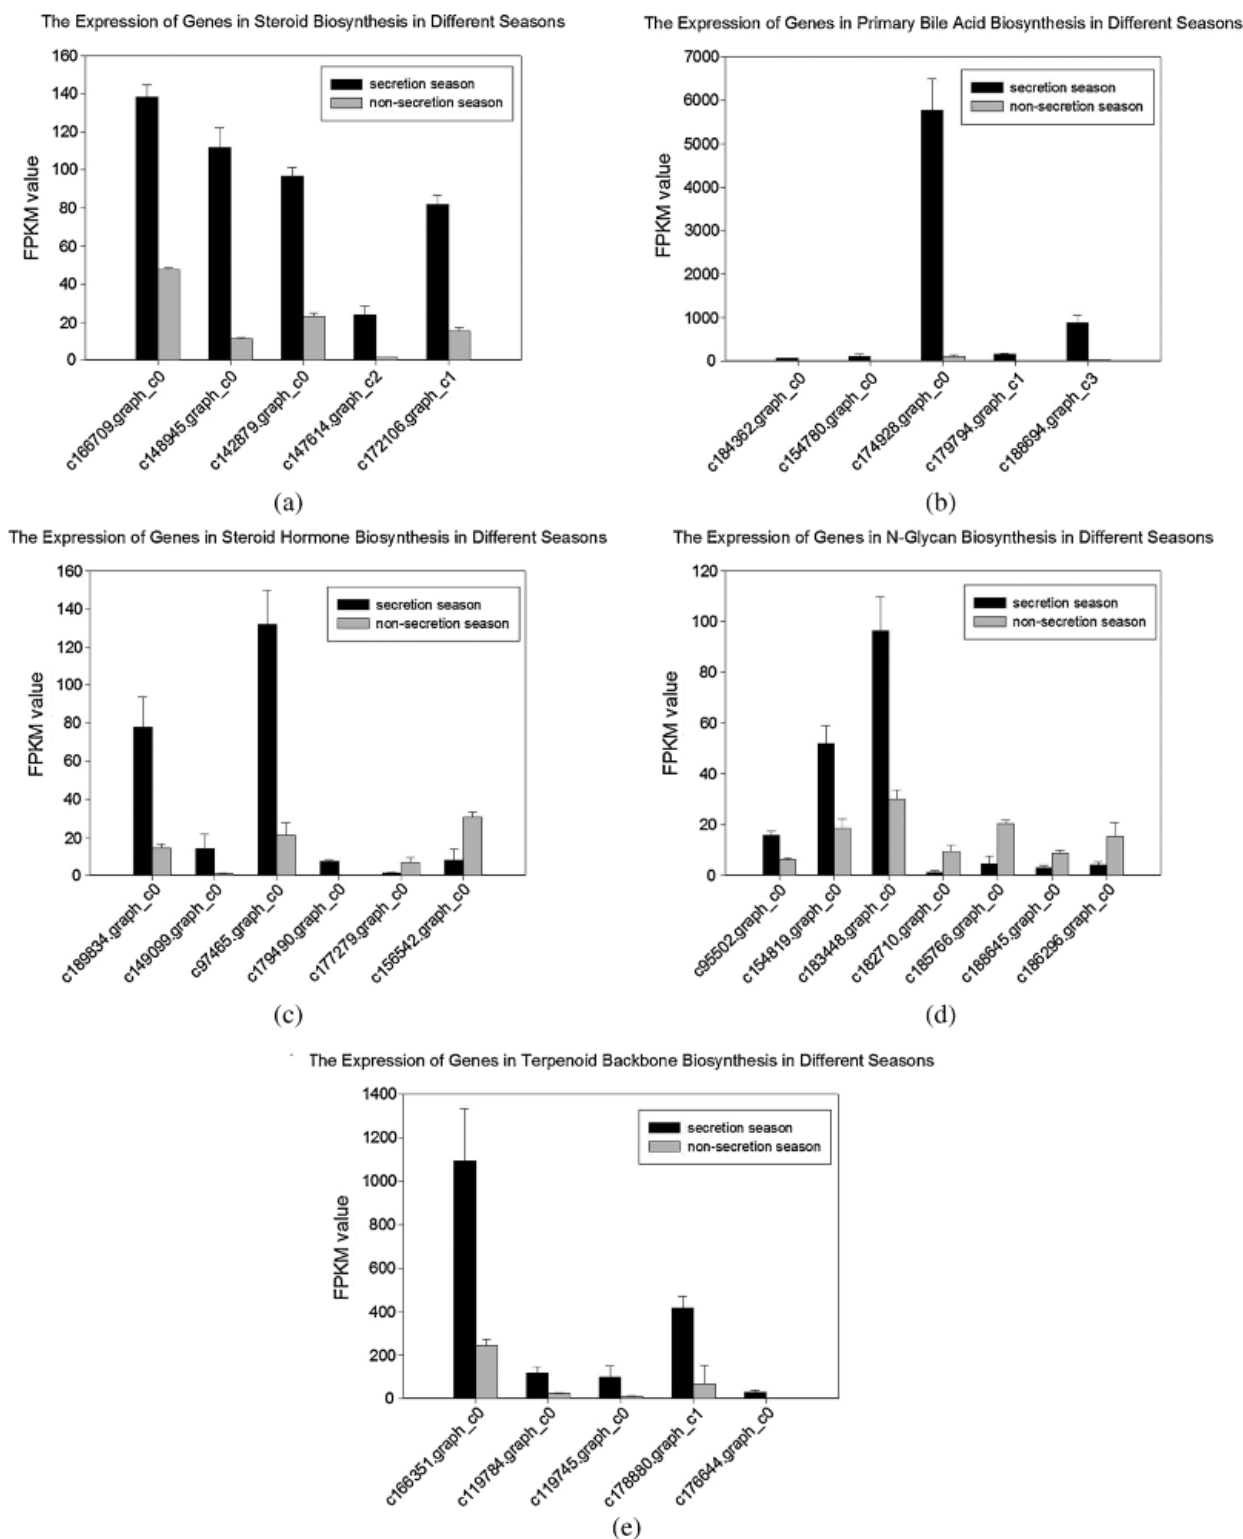 The Expression of Genes in Steroid Biosynthesis in Different Seasons
160
140
120
100
80
60
40
20
0
FPKM value
secretion season
non-secretion season
c166709.graph_c0
c148945.graph_c0
c142879.graph_c0
c147614.graph_c2
c172106.graph_c1
(a)
The Expression of Genes in Primary Bile Acid Biosynthesis in Different Seasons
7000
6000
5000
4000
3000
2000
1000
0
FPKM value
secretion season
non-secretion season
c184362.graph_c0
c154780.graph_c0
c174928.graph_c0
c179794.graph_c1
c188694.graph_c3
(b)
The Expression of Genes in Steroid Hormone Biosynthesis in Different Seasons
160
140
120
100
80
60
40
20
0
FPKM value
secretion season
non-secretion season
c189834.graph_c0
c149099.graph_c0
c97465.graph_c0
c179490.graph_c0
c177279.graph_c0
c156542.graph_c0
(c)
The Expression of Genes in N-Glycan Biosynthesis in Different Seasons
120
100
80
60
40
20
0
FPKM value
secretion season
non-secretion season
c95502.graph_c0
c154819.graph_c0
c183448.graph_c0
c182710.graph_c0
c185766.graph_c0
c188645.graph_c0
c186296.graph_c0
(d)
The Expression of Genes in Terpenoid Backbone Biosynthesis in Different Seasons
1400
1200
1000
800
600
400
200
0
FPKM value
secretion season
non-secretion season
c166351.graph_c0
c119784.graph_c0
c119745.graph_c0
c178880.graph_c1
c176644.graph_c0
(e)